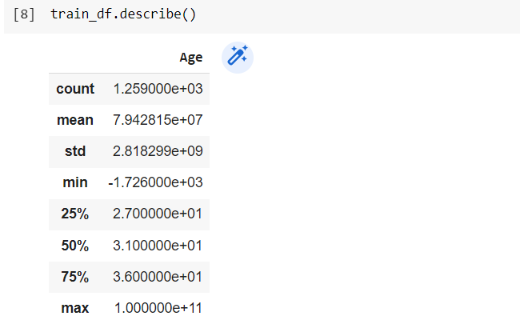 [8] train_df.describe()
Age
count 1.259000e+03
mean 7.942815e+07
std 2.818299e+09
min -1.726000e+03
25% 2.700000e+01
50% 3.100000e+01
75% 3.600000e+01
max 1.000000e+11